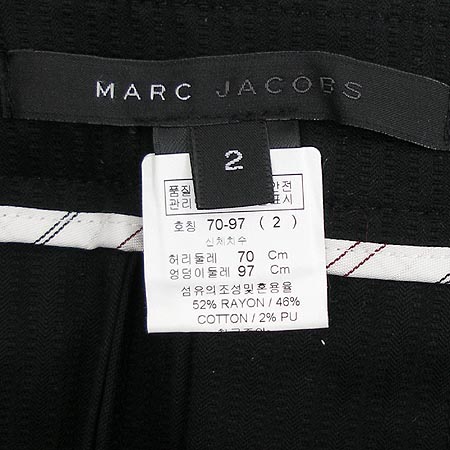 MARC JACOBS
2
품질 안전
관리 표시
호칭 70-97 ( 2 )
신체치수
허리둘레 70 Cm
엉덩이둘레 97 Cm
섬유의조성및혼용율
52% RAYON / 46%
COTTON / 2% PU